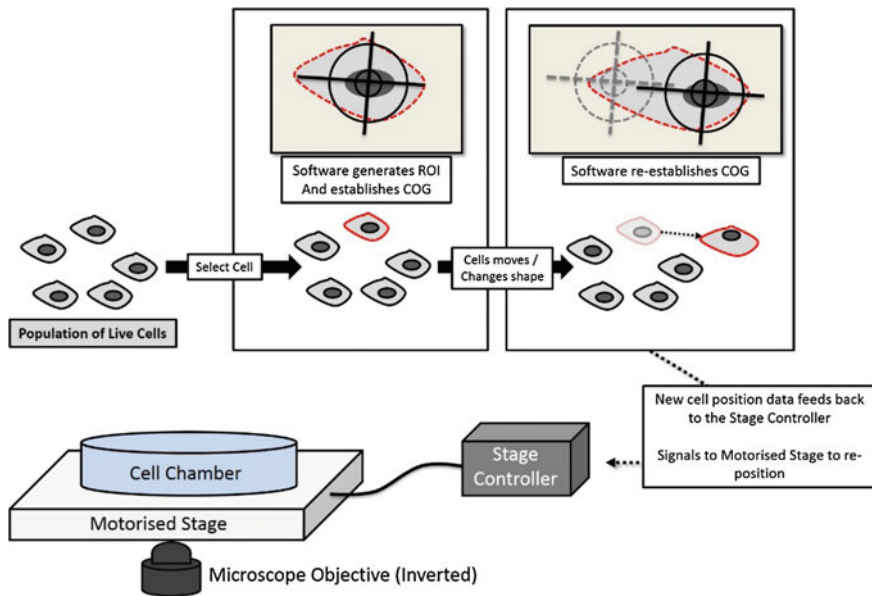 Software generates ROI
And establishes COG
Software re-establishes COG
Select Cell
Cells moves /
Changes shape
Population of Live Cells
New cell position data feeds back
to the Stage Controller
Signals to Motorised Stage to re-
position
Cell Chamber
Stage
Controller
Motorised Stage
Microscope Objective (Inverted)